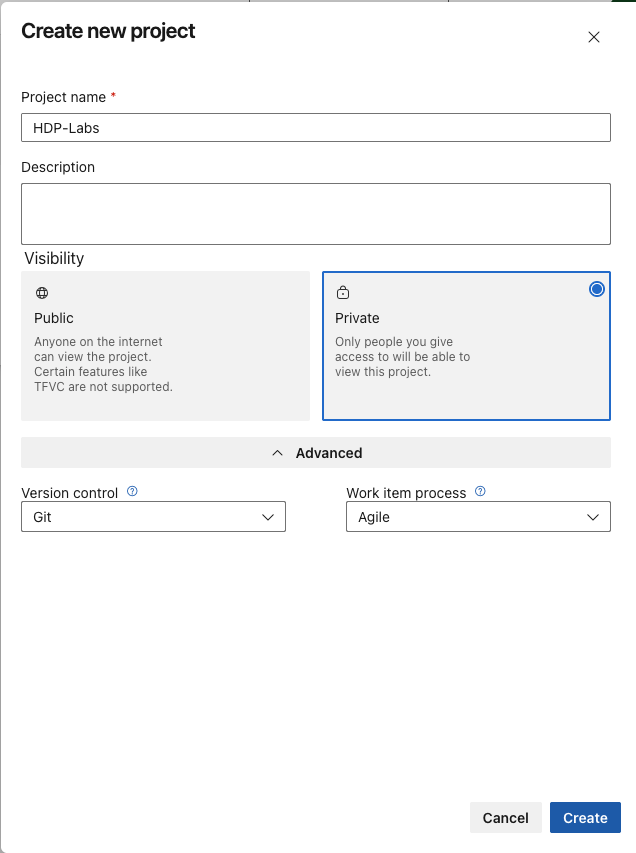 Create new project
Project name *
HDP-Labs
Description
Visibility
Public
Anyone on the internet
can view the project.
Certain features like
TFVC are not supported.
Private
Only people you give
access to will be able to
view this project.
Advanced
Version control ?
Git
Work item process ?
Agile
Cancel
Create